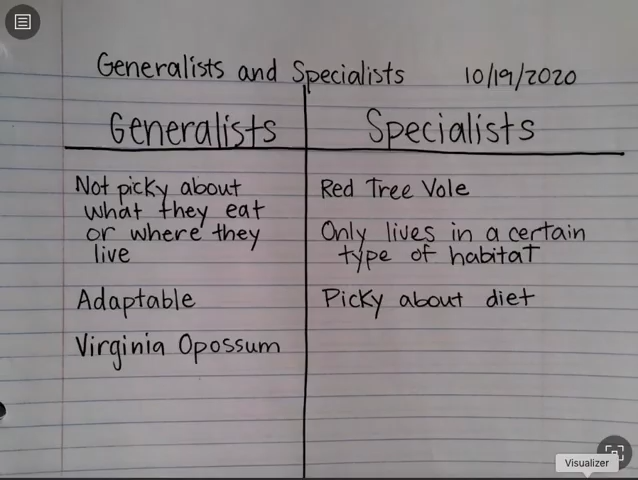 Generalists and Specialists 10/19/2020
Generalists
Specialists
Not picky about
what they eat
or where they
live
Adaptable
Virginia Opossum
Red Tree Vole
Only lives in a certain
type of habitat
Picky about diet
Visualizer